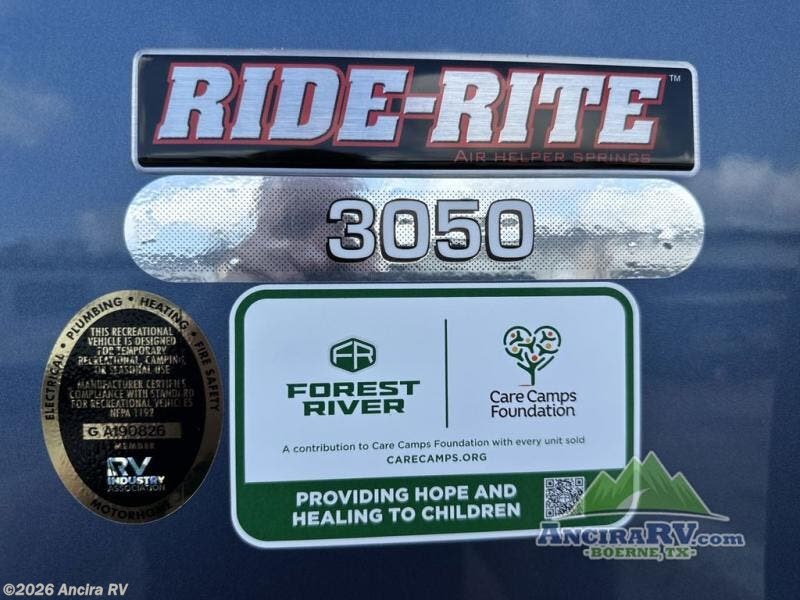 RIDE-RITE™
AIR HELPER SPRINGS
3050
ELECTRICAL • PLUMBING • HEATING • FIRE SAFETY
THIS RECREATIONAL
VEHICLE IS DESIGNED
FOR TEMPORARY
RECREATIONAL, CAMPING
OR SEASONAL USE
MANUFACTURER CERTIFIES
COMPLIANCE WITH STANDARD
FOR RECREATIONAL VEHICLES
NFPA 1192
G A190826
MEMBER
RV
INDUSTRY
ASSOCIATION
MOTORHOME
FR
FOREST
RIVER
Care Camps
Foundation
A contribution to Care Camps Foundation with every unit sold
CARECAMPS.ORG
PROVIDING HOPE AND
HEALING TO CHILDREN
ANCIRARV.com
BOERNE, TX
©2026 Ancira RV